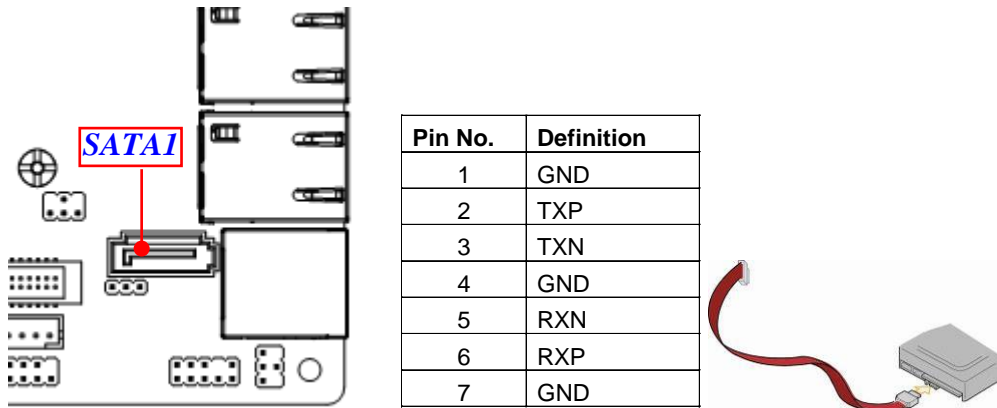 SATA1
Pin No. Definition
1 GND
2 TXP
3 TXN
4 GND
5 RXN
6 RXP
7 GND